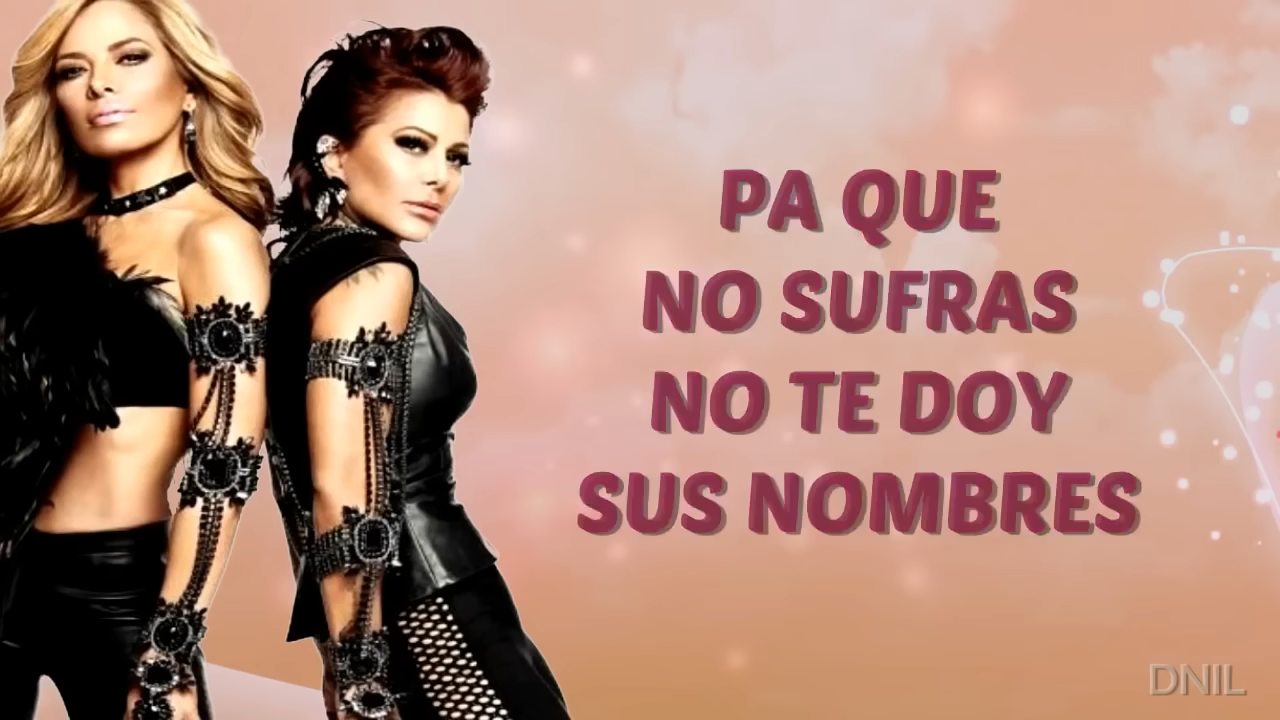 PA QUE
NO SUFRAS
NO TE DOY
SUS NOMBRES
DNIL